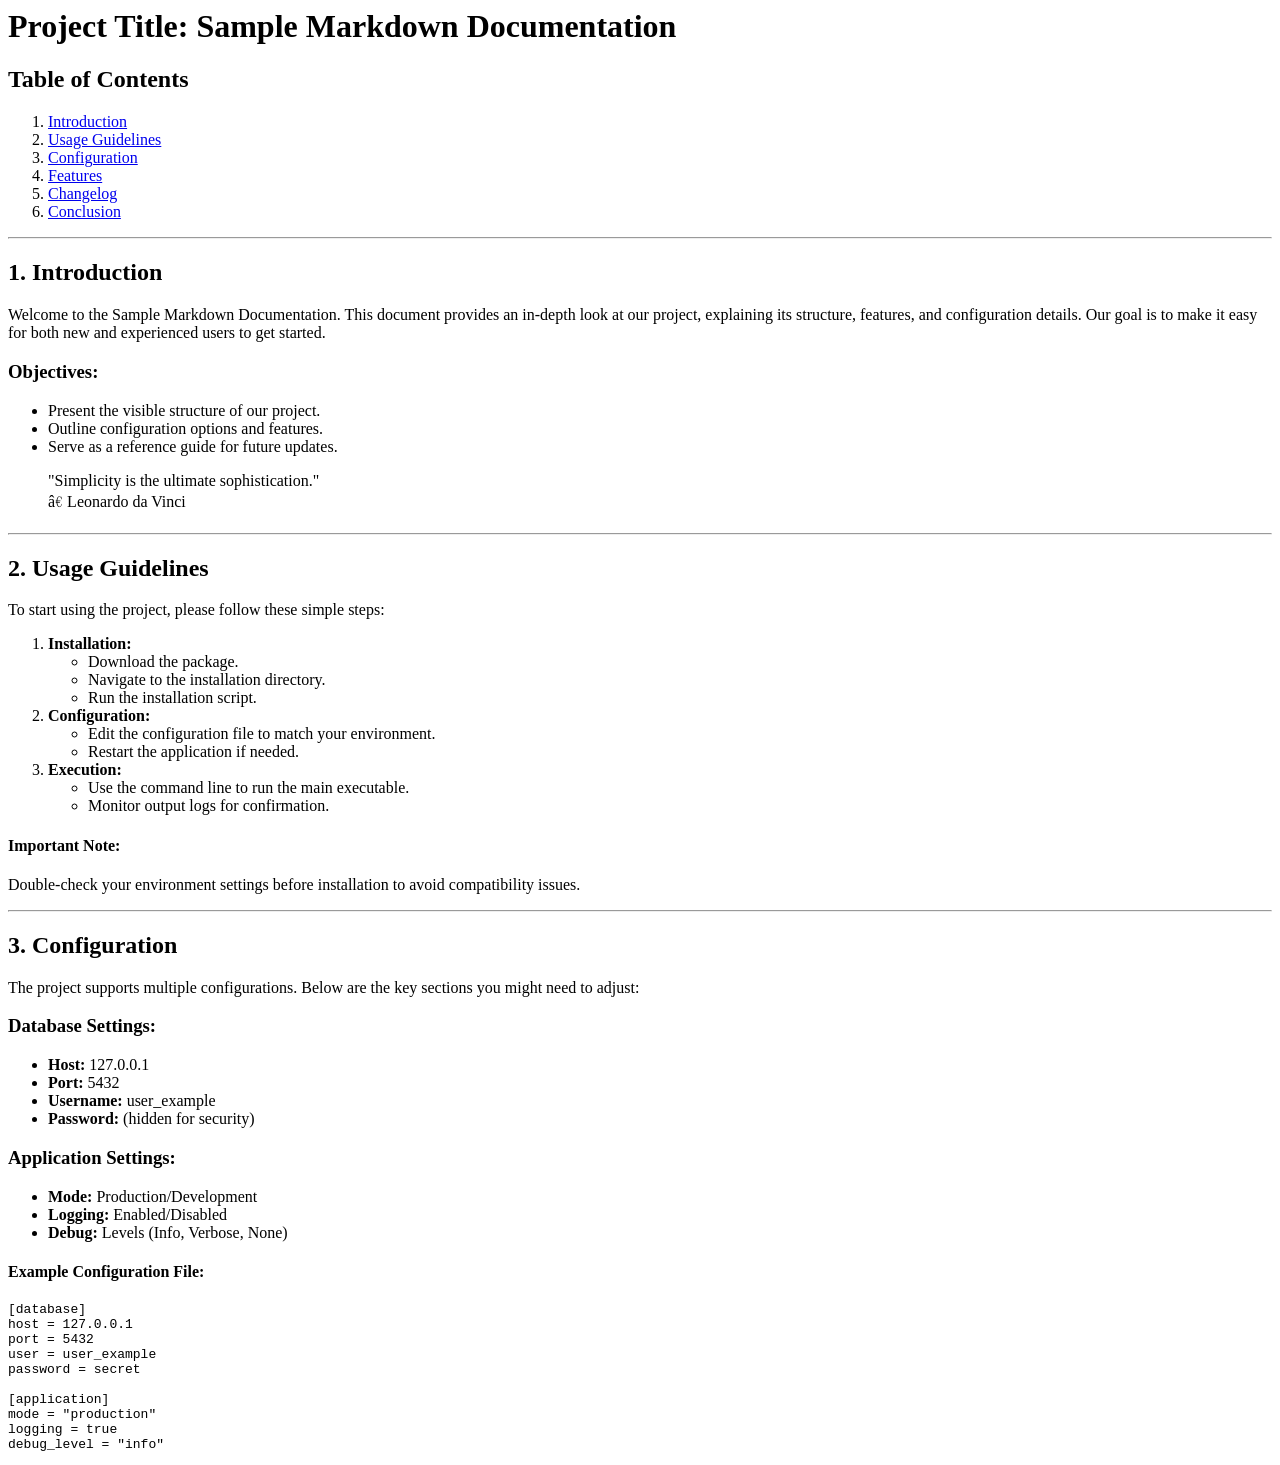 Project Title: Sample Markdown Documentation
Table of Contents
1. Introduction
2. Usage Guidelines
3. Configuration
4. Features
5. Changelog
6. Conclusion
1. Introduction
Welcome to the Sample Markdown Documentation. This document provides an in-depth look at our project, explaining its structure, features, and configuration details. Our goal is to make it easy
for both new and experienced users to get started.
Objectives:
• Present the visible structure of our project.
• Outline configuration options and features.
• Serve as a reference guide for future updates.
"Simplicity is the ultimate sophistication."
â€ Leonardo da Vinci
2. Usage Guidelines
To start using the project, please follow these simple steps:
1. Installation:
◦ Download the package.
◦ Navigate to the installation directory.
◦ Run the installation script.
2. Configuration:
◦ Edit the configuration file to match your environment.
◦ Restart the application if needed.
3. Execution:
◦ Use the command line to run the main executable.
◦ Monitor output logs for confirmation.
Important Note:
Double-check your environment settings before installation to avoid compatibility issues.
3. Configuration
The project supports multiple configurations. Below are the key sections you might need to adjust:
Database Settings:
• Host: 127.0.0.1
• Port: 5432
• Username: user_example
• Password: (hidden for security)
Application Settings:
• Mode: Production/Development
• Logging: Enabled/Disabled
• Debug: Levels (Info, Verbose, None)
Example Configuration File:
[database]
host = 127.0.0.1
port = 5432
user = user_example
password = secret
[application]
mode = "production"
logging = true
debug_level = "info"